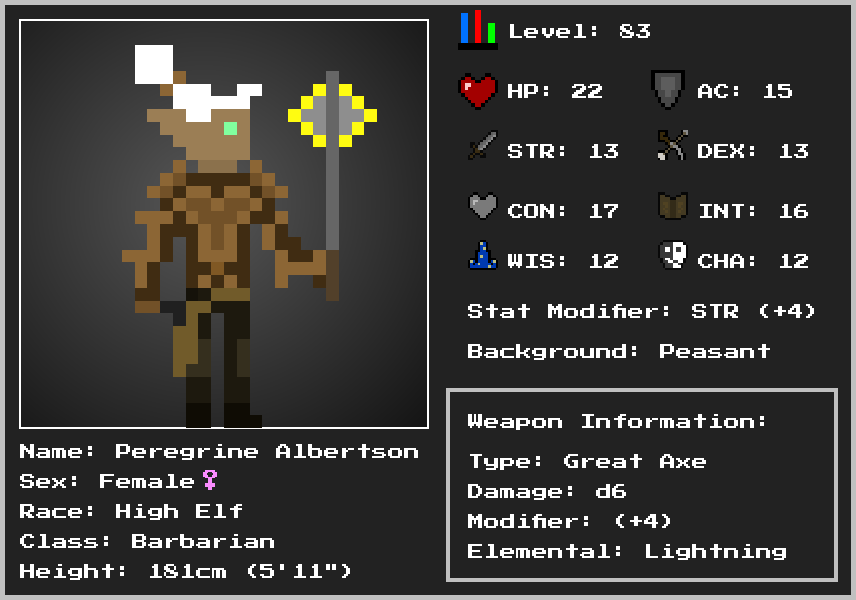 Level: 83
HP: 22 AC: 15
STR: 13 DEX: 13
CON: 17 INT: 16
WIS: 12 CHA: 12
Stat Modifier: STR (+4)
Background: Peasant
Weapon Information:
Type: Great Axe
Damage: d6
Modifier: (+4)
Elemental: Lightning
Name: Peregrine Albertson
Sex: Female♀
Race: High Elf
Class: Barbarian
Height: 181cm (5'11")